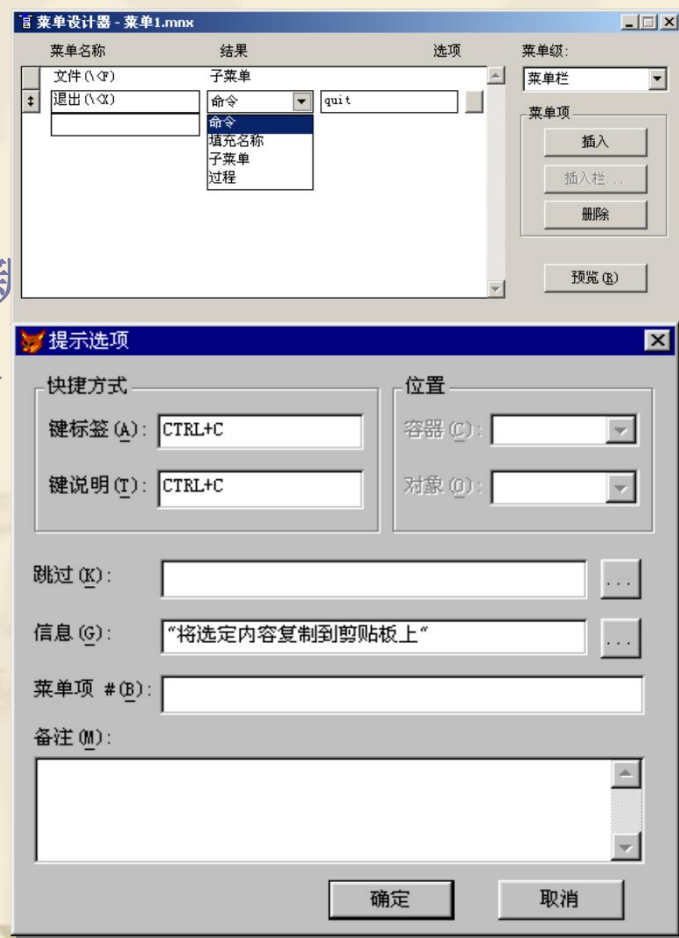 菜单设计器 - 菜单1.mnx
菜单名称 结果 选项 菜单级:
文件(\<F) 子菜单 菜单栏
退出(\<X) 命令 quit
命令
填充名称
子菜单
过程
菜单项
插入
插入栏...
删除
预览(R)
提示选项
快捷方式 位置
键标签(A): CTRL+C 容器(C):
键说明(T): CTRL+C 对象(O):
跳过(K): ...
信息(G): “将选定内容复制到剪贴板上“ ...
菜单项 #(B):
备注(M):
确定 取消